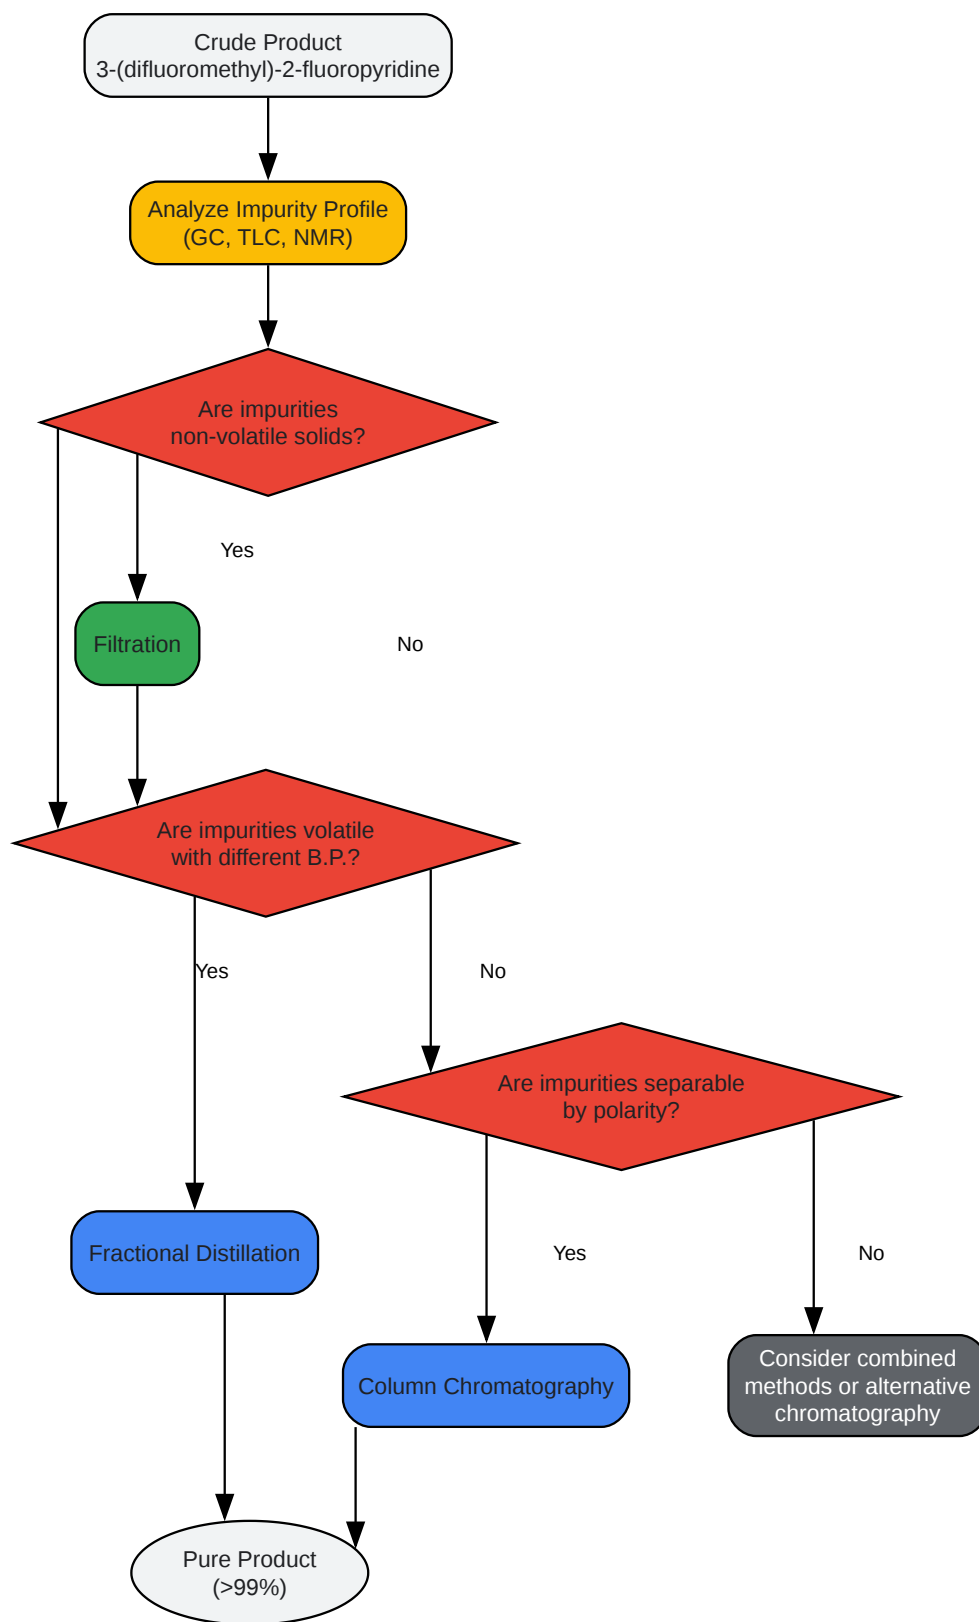 Crude Product
3-(difluoromethyl)-2-fluoropyridine
Analyze Impurity Profile
(GC, TLC, NMR)
Are impurities
non-volatile solids?
Yes
Filtration
No
Are impurities volatile
with different B.P.?
Yes
No
Are impurities separable
by polarity?
Fractional Distillation
Yes
No
Column Chromatography
Consider combined
methods or alternative
chromatography
Pure Product
(>99%)